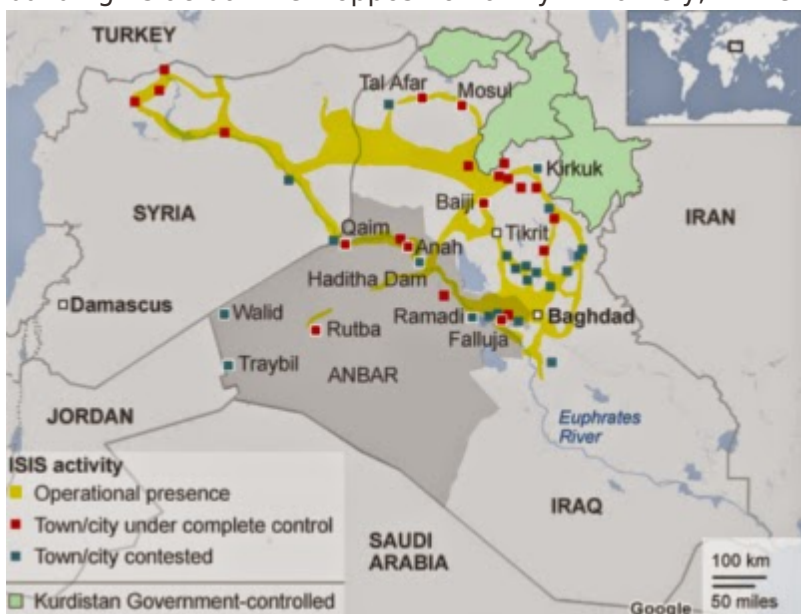 TURKEY
Tal Afar
Mosul
Kirkuk
Baiji
SYRIA
IRAN
Qaim
Tikrit
Anah
Haditha Dam
Damascus
Walid
Ramadi
Baghdad
Rutba
Falluja
Traybil
ANBAR
JORDAN
Euphrates
River
ISIS activity
Operational presence
IRAQ
Town/city under complete control
SAUDI
ARABIA
Town/city contested
100 km
Kurdistan Government-controlled
50 miles
Google